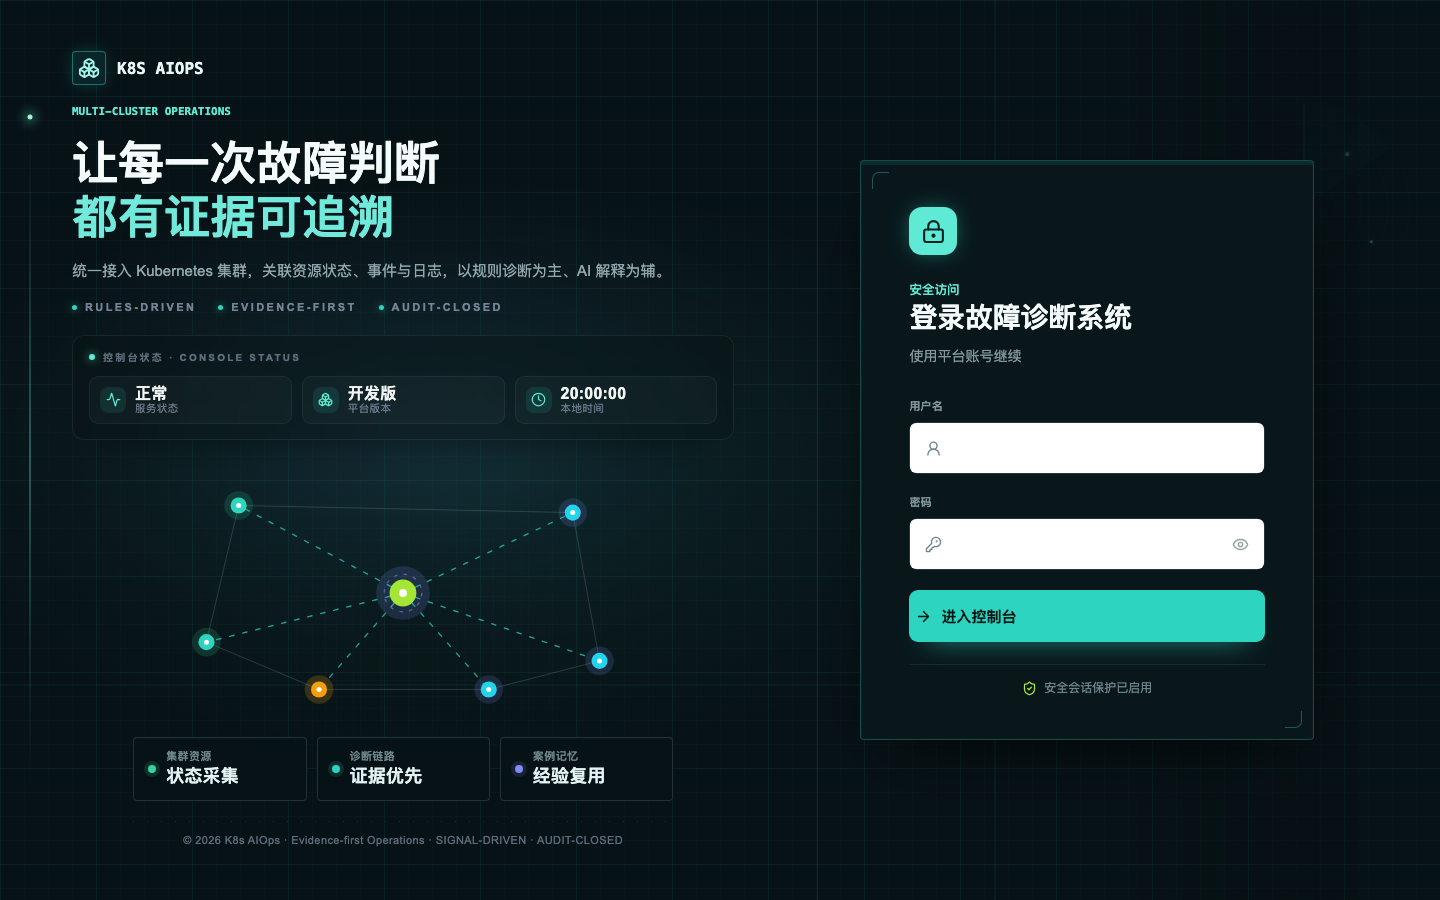 K8S AIOPS
MULTI-CLUSTER OPERATIONS
让每一次故障判断
都有证据可追溯
统一接入 Kubernetes 集群，关联资源状态、事件与日志，以规则诊断为主、AI 解释为辅。
RULES-DRIVEN EVIDENCE-FIRST AUDIT-CLOSED
控制台状态 · CONSOLE STATUS
正常
服务状态
开发版
平台版本
20:00:00
本地时间
集群资源
状态采集
诊断链路
证据优先
案例记忆
经验复用
© 2026 K8s AIOps · Evidence-first Operations · SIGNAL-DRIVEN · AUDIT-CLOSED
安全访问
登录故障诊断系统
使用平台账号继续
用户名
密码
进入控制台
安全会话保护已启用